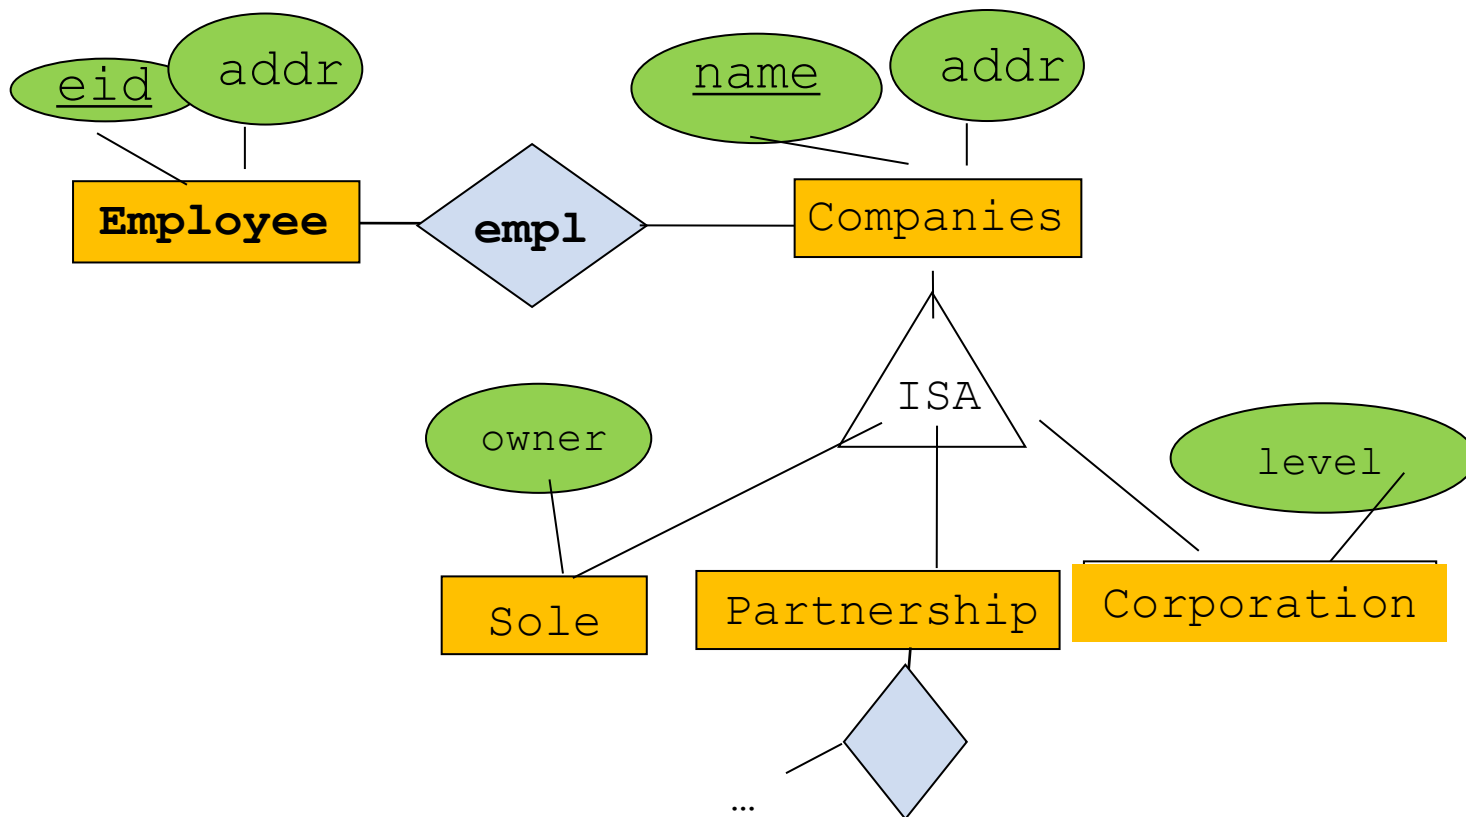 eid
addr
name
addr
Employee
empl
Companies
ISA
owner
level
Sole
Partnership
Corporation
…